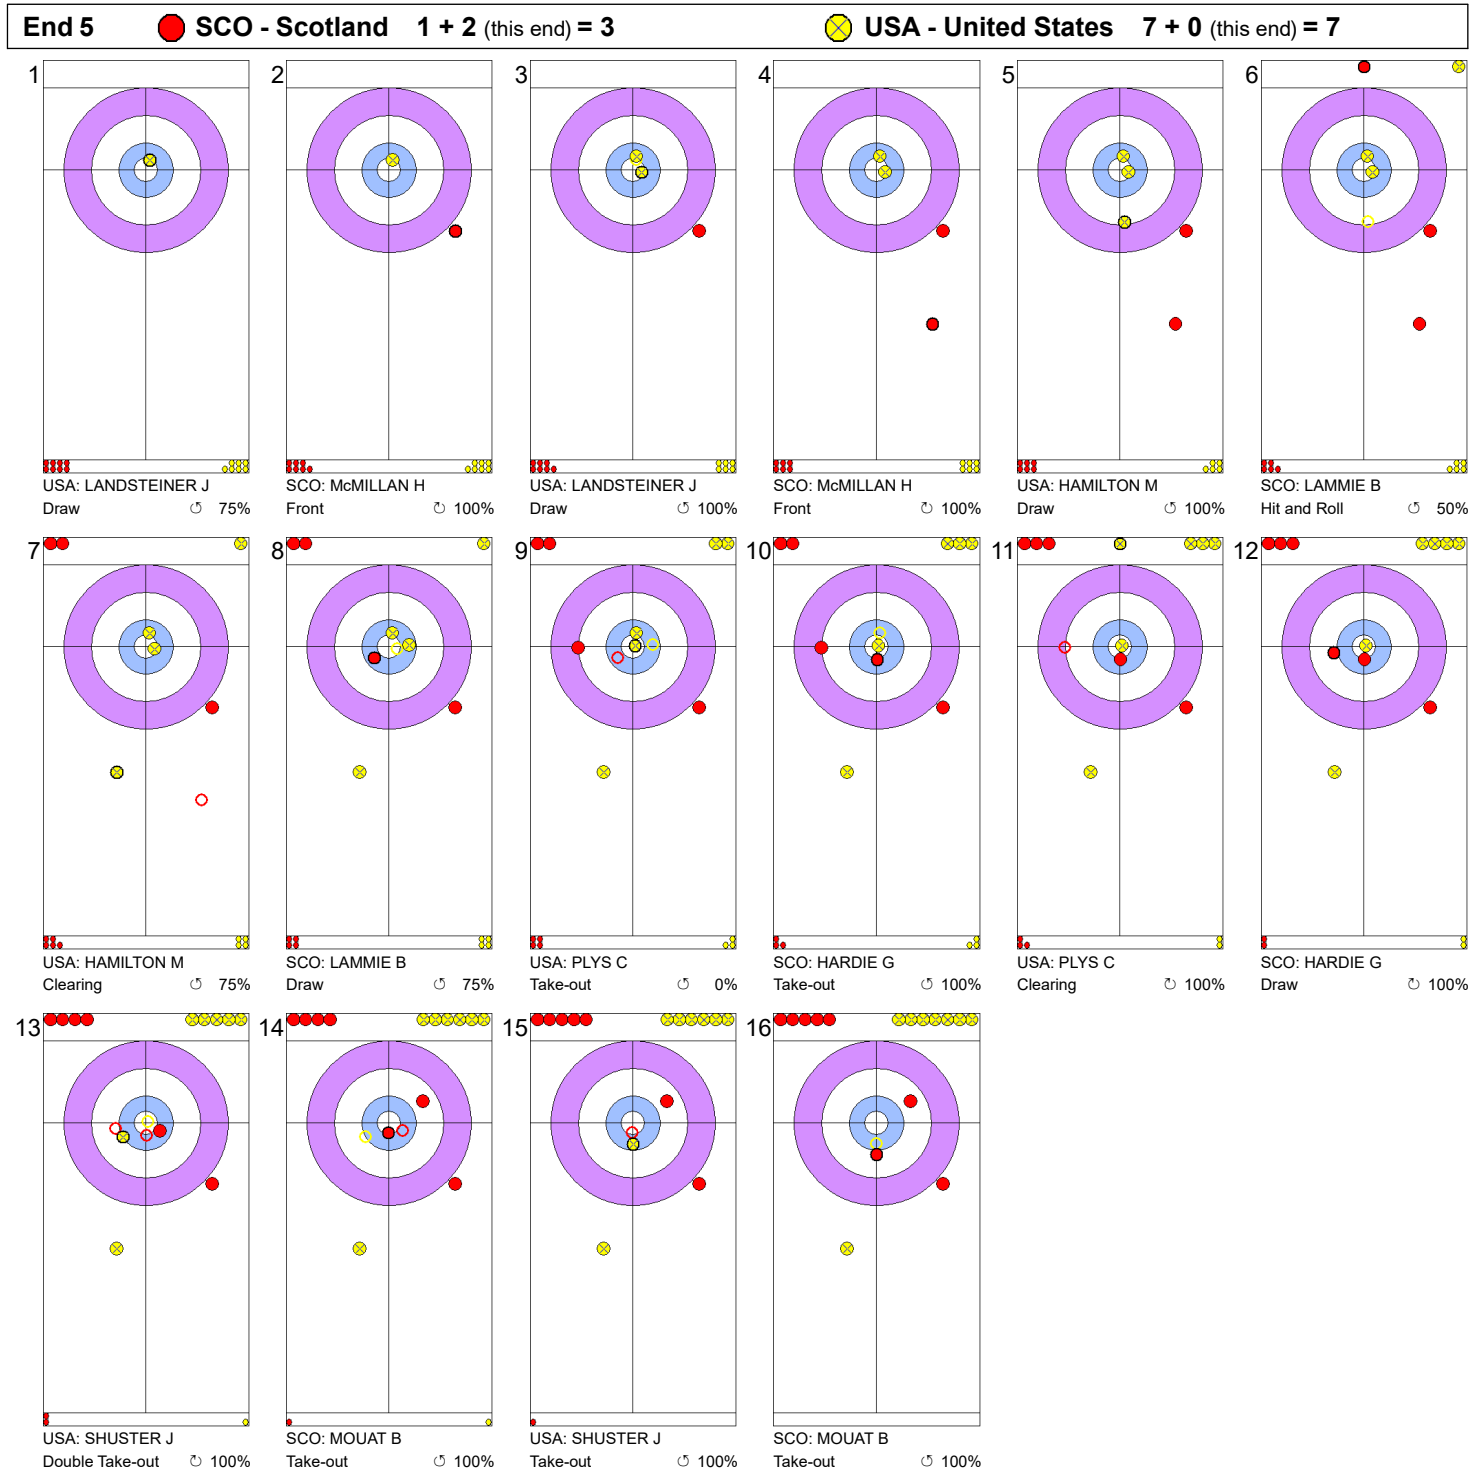 End 5 SCO - Scotland 1 + 2 (this end) = 3 USA - United States 7 + 0 (this end) = 7
1 2 3 4 5 6
USA: LANDSTEINER J SCO: McMILLAN H USA: LANDSTEINER J SCO: McMILLAN H USA: HAMILTON M SCO: LAMMIE B
Draw ↺ 75% Front ↻ 100% Draw ↺ 100% Front ↻ 100% Draw ↺ 100% Hit and Roll ↺ 50%
7 8 9 10 11 12
USA: HAMILTON M SCO: LAMMIE B USA: PLYS C SCO: HARDIE G USA: PLYS C SCO: HARDIE G
Clearing ↺ 75% Draw ↺ 75% Take-out ↺ 0% Take-out ↺ 100% Clearing ↻ 100% Draw ↻ 100%
13 14 15 16
USA: SHUSTER J SCO: MOUAT B USA: SHUSTER J SCO: MOUAT B
Double Take-out ↻ 100% Take-out ↻ 100% Take-out ↻ 100% Take-out ↻ 100%